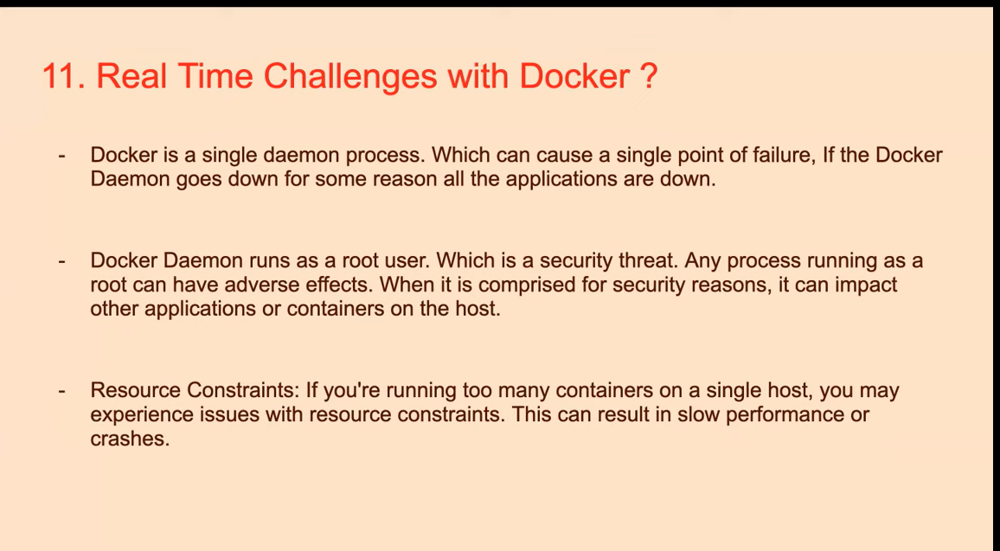 11. Real Time Challenges with Docker ?
- Docker is a single daemon process. Which can cause a single point of failure, If the Docker
Daemon goes down for some reason all the applications are down.
- Docker Daemon runs as a root user. Which is a security threat. Any process running as a
root can have adverse effects. When it is comprised for security reasons, it can impact
other applications or containers on the host.
- Resource Constraints: If you're running too many containers on a single host, you may
experience issues with resource constraints. This can result in slow performance or
crashes.